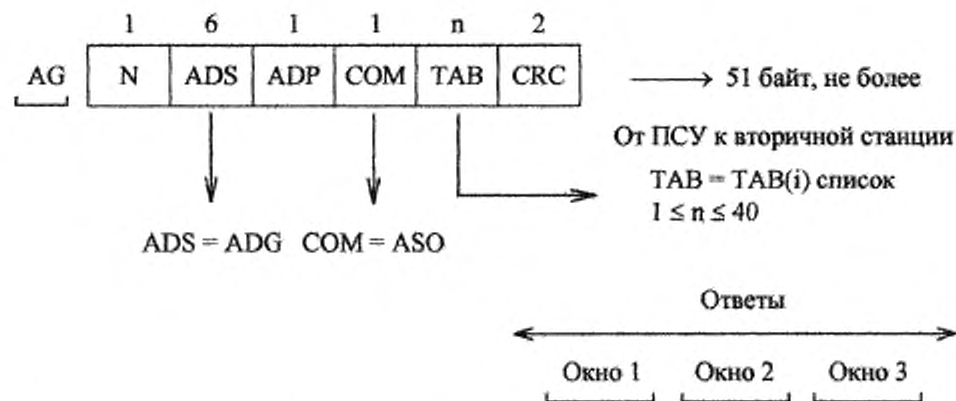 1 6 1 1 n 2
AG N ADS ADP COM TAB CRC 51 байт, не более
От ПСУ к вторичной станции
TAB = TAB(i) список
1 ≤ n ≤ 40
ADS = ADG COM = ASO
Ответы
Окно 1 Окно 2 Окно 3